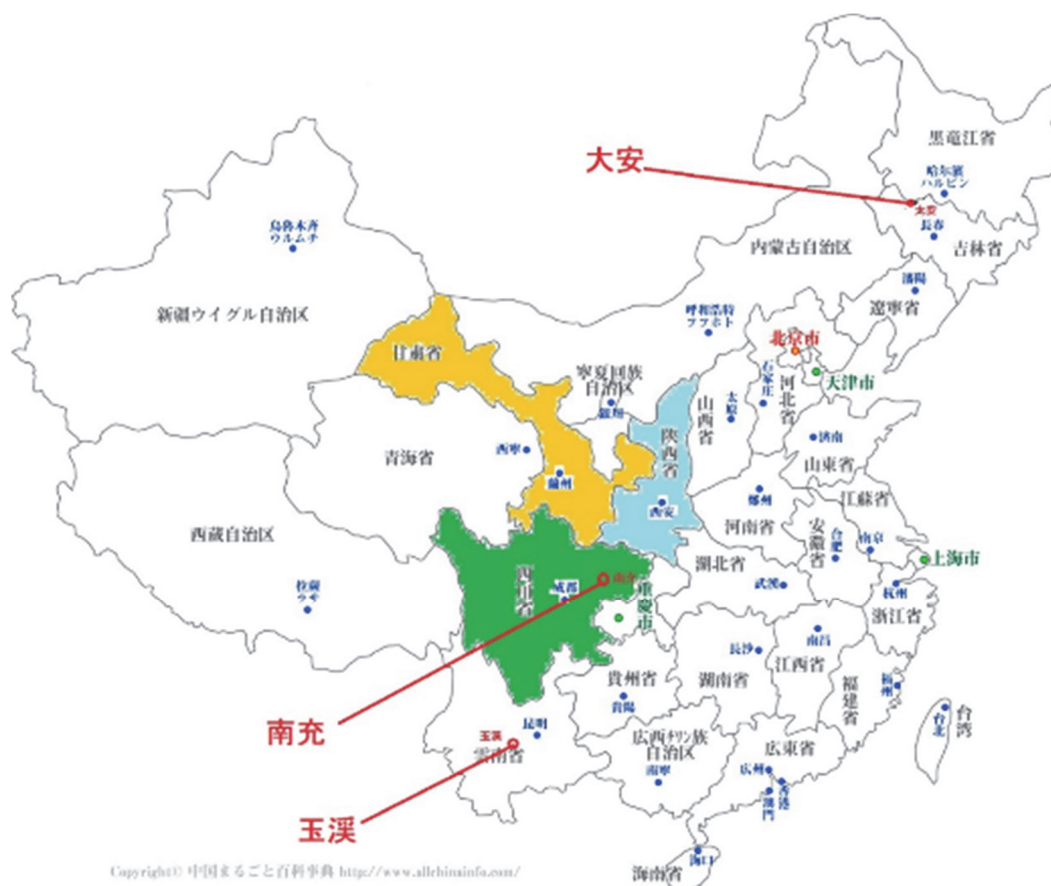 黒竜江省
哈尔濱
ハルビン
大安
大安
長春
吉林省
烏魯木斉
ウルムチ
内蒙古自治区
瀋陽
遼寧省
新疆ウイグル自治区
呼和浩特
フフホト
北京市
甘粛省
天津市
寧夏回族
自治区
銀川
石家庄
河北省
太原
山西省
陝西省
済南
山東省
青海省
西寧
蘭州
西安
鄭州
河南省
江蘇省
安徽省
合肥
南京
上海市
西蔵自治区
湖北省
武漢
杭州
浙江省
拉薩
ラサ
四川省
成都
南充
重慶市
長沙
湖南省
南昌
江西省
貴州省
貴陽
福建省
福州
南充
昆明
玉溪
雲南省
広西チワン族
自治区
南寧
広東省
広州
香港
澳門
台北
台湾
玉溪
海口
海南省
Copyright© 中国まるごと百科事典 http://www.allchinainfo.com/